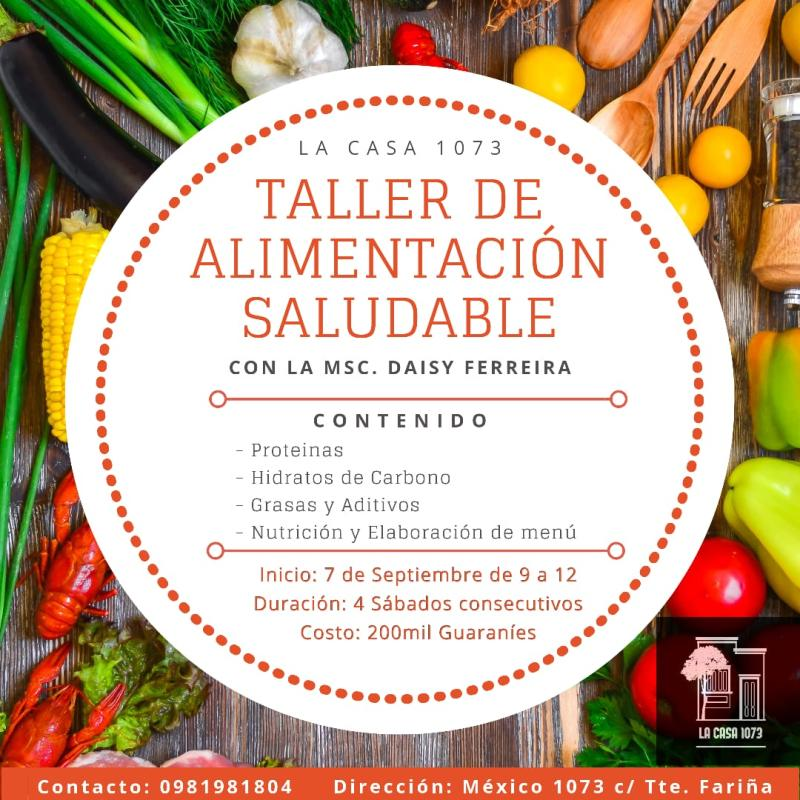 LA CASA 1073
TALLER DE
ALIMENTACIÓN
SALUDABLE
CON LA MSC. DAISY FERREIRA
CONTENIDO
- Proteinas
- Hidratos de Carbono
- Grasas y Aditivos
- Nutrición y Elaboración de menú
Inicio: 7 de Septiembre de 9 a 12
Duración: 4 Sábados consecutivos
Costo: 200mil Guaraníes
LA CASA 1073
Contacto: 0981981804 Dirección: México 1073 c/ Tte. Fariña